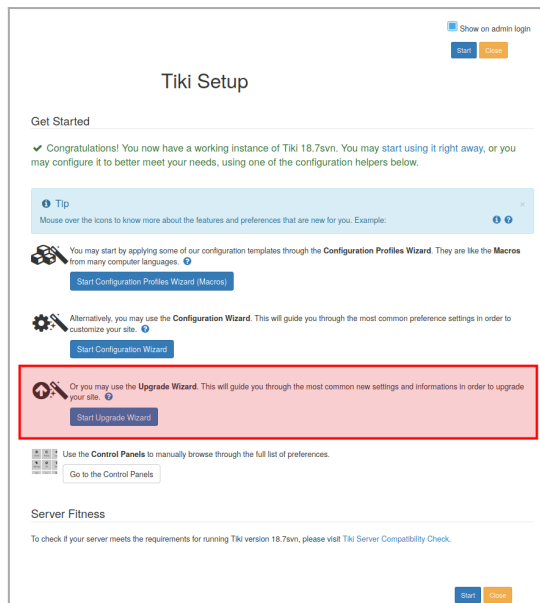 Show on admin login
Start Close
Tiki Setup
Get Started
Congratulations! You now have a working instance of Tiki 18.7svn. You may start using it right away, or you
may configure it to better meet your needs, using one of the configuration helpers below.
Tip
×
Mouse over the icons to know more about the features and preferences that are new for you. Example:
You may start by applying some of our configuration templates through the Configuration Profiles Wizard. They are like the Macros
from many computer languages.
Start Configuration Profiles Wizard (Macros)
Alternatively, you may use the Configuration Wizard. This will guide you through the most common preference settings in order to
customize your site.
Start Configuration Wizard
Or you may use the Upgrade Wizard. This will guide you through the most common new settings and informations in order to upgrade
your site.
Start Upgrade Wizard
Use the Control Panels to manually browse through the full list of preferences.
Go to the Control Panels
Server Fitness
To check if your server meets the requirements for running Tiki version 18.7svn, please visit Tiki Server Compatibility Check.
Start Close